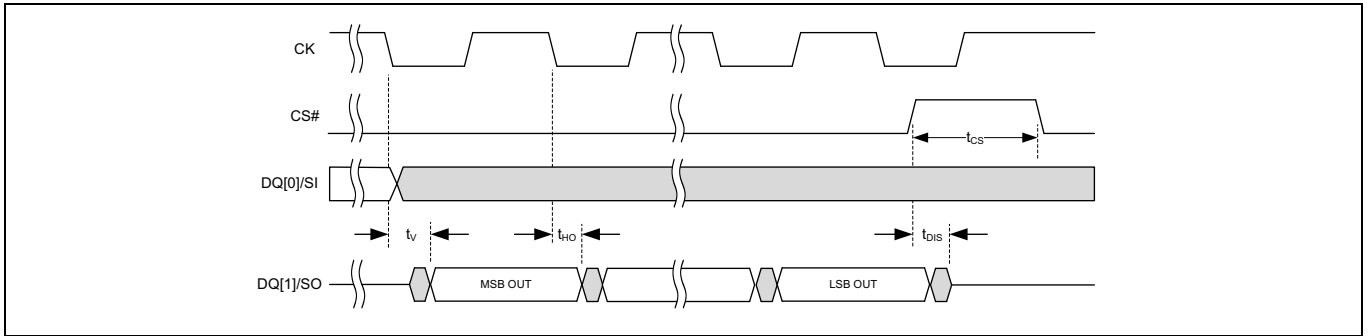 CK
CS#
tCS
DQ[0]/SI
tV
tHO
tDIS
DQ[1]/SO
MSB OUT
LSB OUT